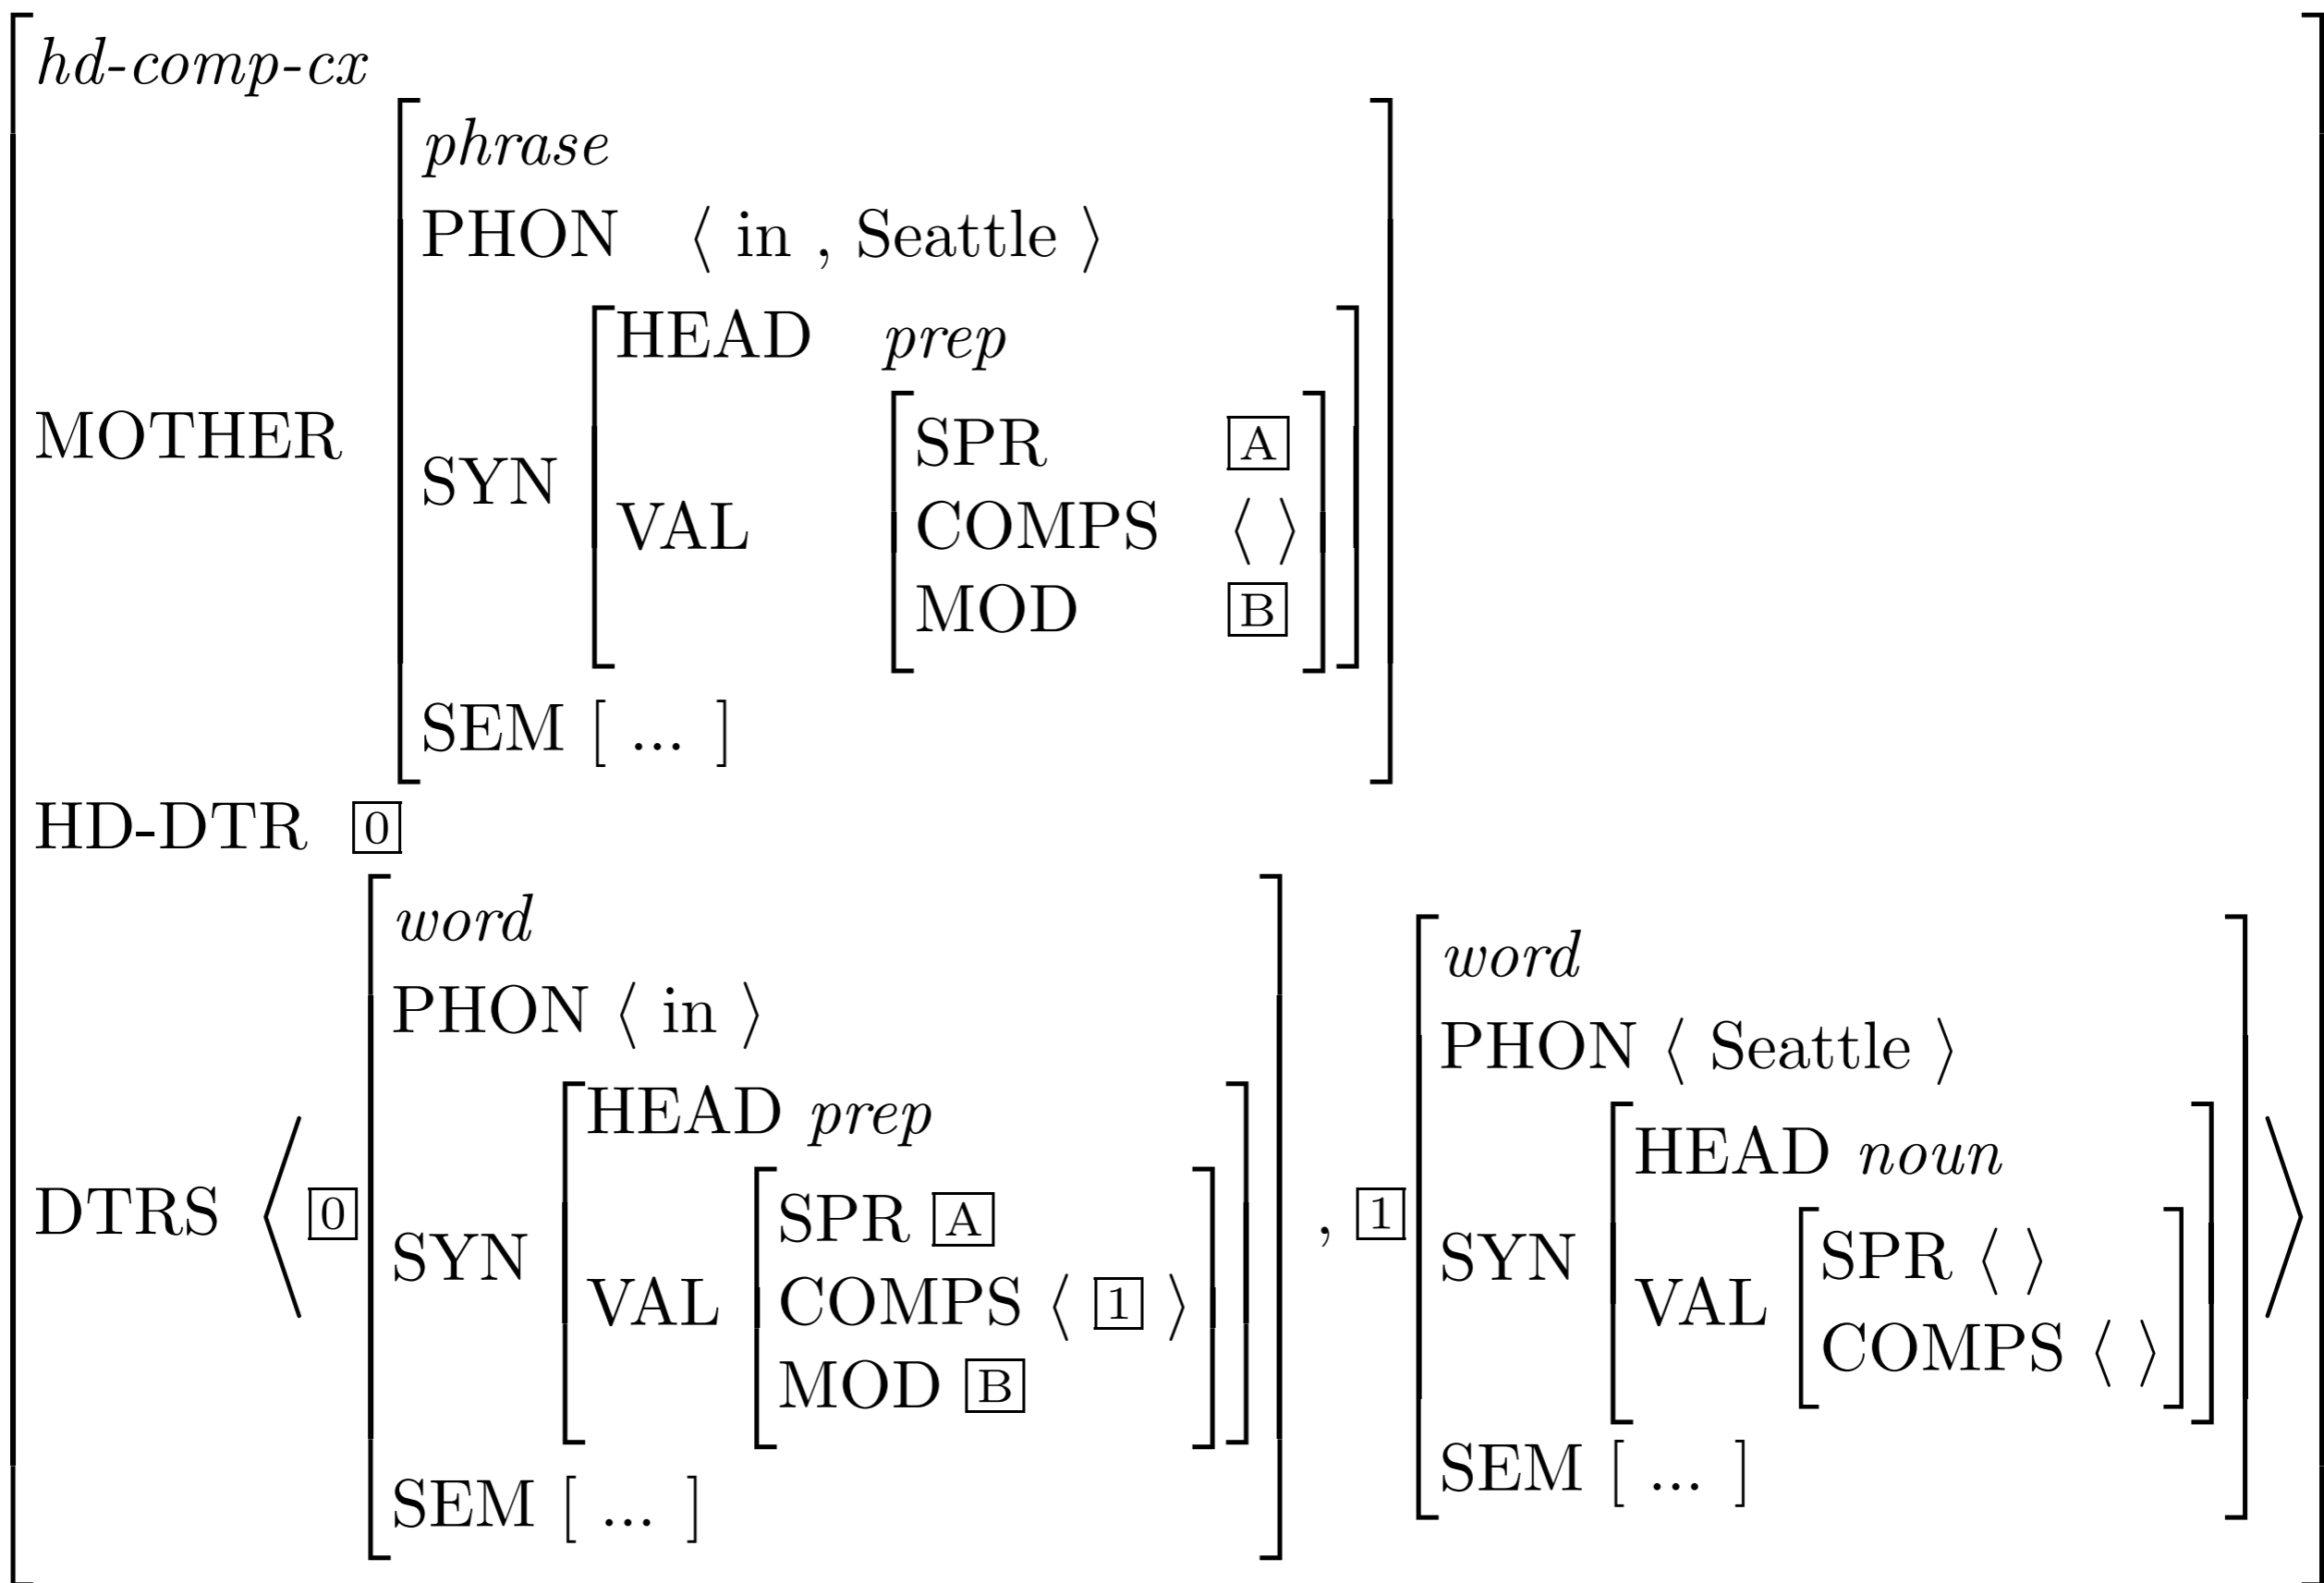 hd-comp-cx
phrase
PHON ⟨ in , Seattle ⟩
HEAD prep
MOTHER
SPR A
SYN
VAL
COMPS ⟨ ⟩
MOD B
SEM [ ... ]
HD-DTR 0
word
PHON ⟨ in ⟩
HEAD prep
SPR A
DTRS ⟨ 0
SYN
VAL
COMPS ⟨ 1 ⟩
MOD B
SEM [ ... ]
, 1
word
PHON ⟨ Seattle ⟩
HEAD noun
SYN
VAL
SPR ⟨ ⟩
COMPS ⟨ ⟩
SEM [ ... ]
⟩